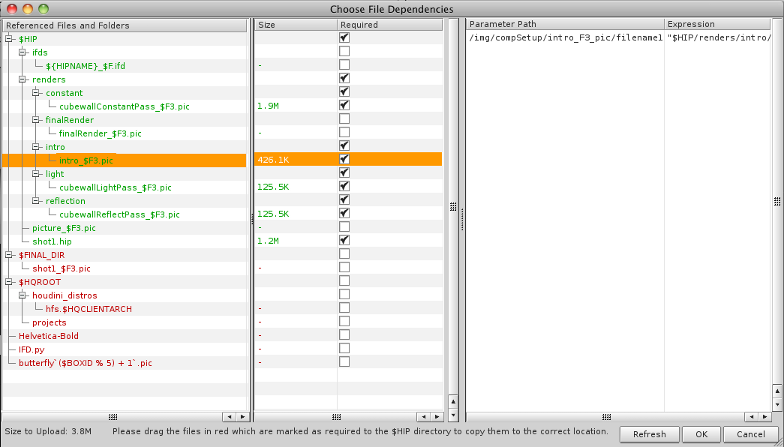 Choose File Dependencies
Referenced Files and Folders Size Required Parameter Path Expression
$HIP /img/compSetup/intro_F3_pic/filename1 "$HIP/renders/intro/
ifds
${HIPNAME}_$F.ifd -
renders
constant
cubewallConstantPass_$F3.pic 1.9M
finalRender
finalRender_$F3.pic -
intro
intro_$F3.pic 426.1K
light
cubewallLightPass_$F3.pic 125.5K
reflection
cubewallReflectPass_$F3.pic 125.5K
picture_$F3.pic -
shot1.hip 1.2M
$FINAL_DIR
shot1_$F3.pic -
$HQROOT
houdini_distros
hfs.$HQCLIENTARCH -
projects -
Helvetica-Bold -
IFD.py -
butterfly`($BOXID % 5) + 1`.pic -
Size to Upload: 3.8M Please drag the files in red which are marked as required to the $HIP directory to copy them to the correct location. Refresh OK Cancel